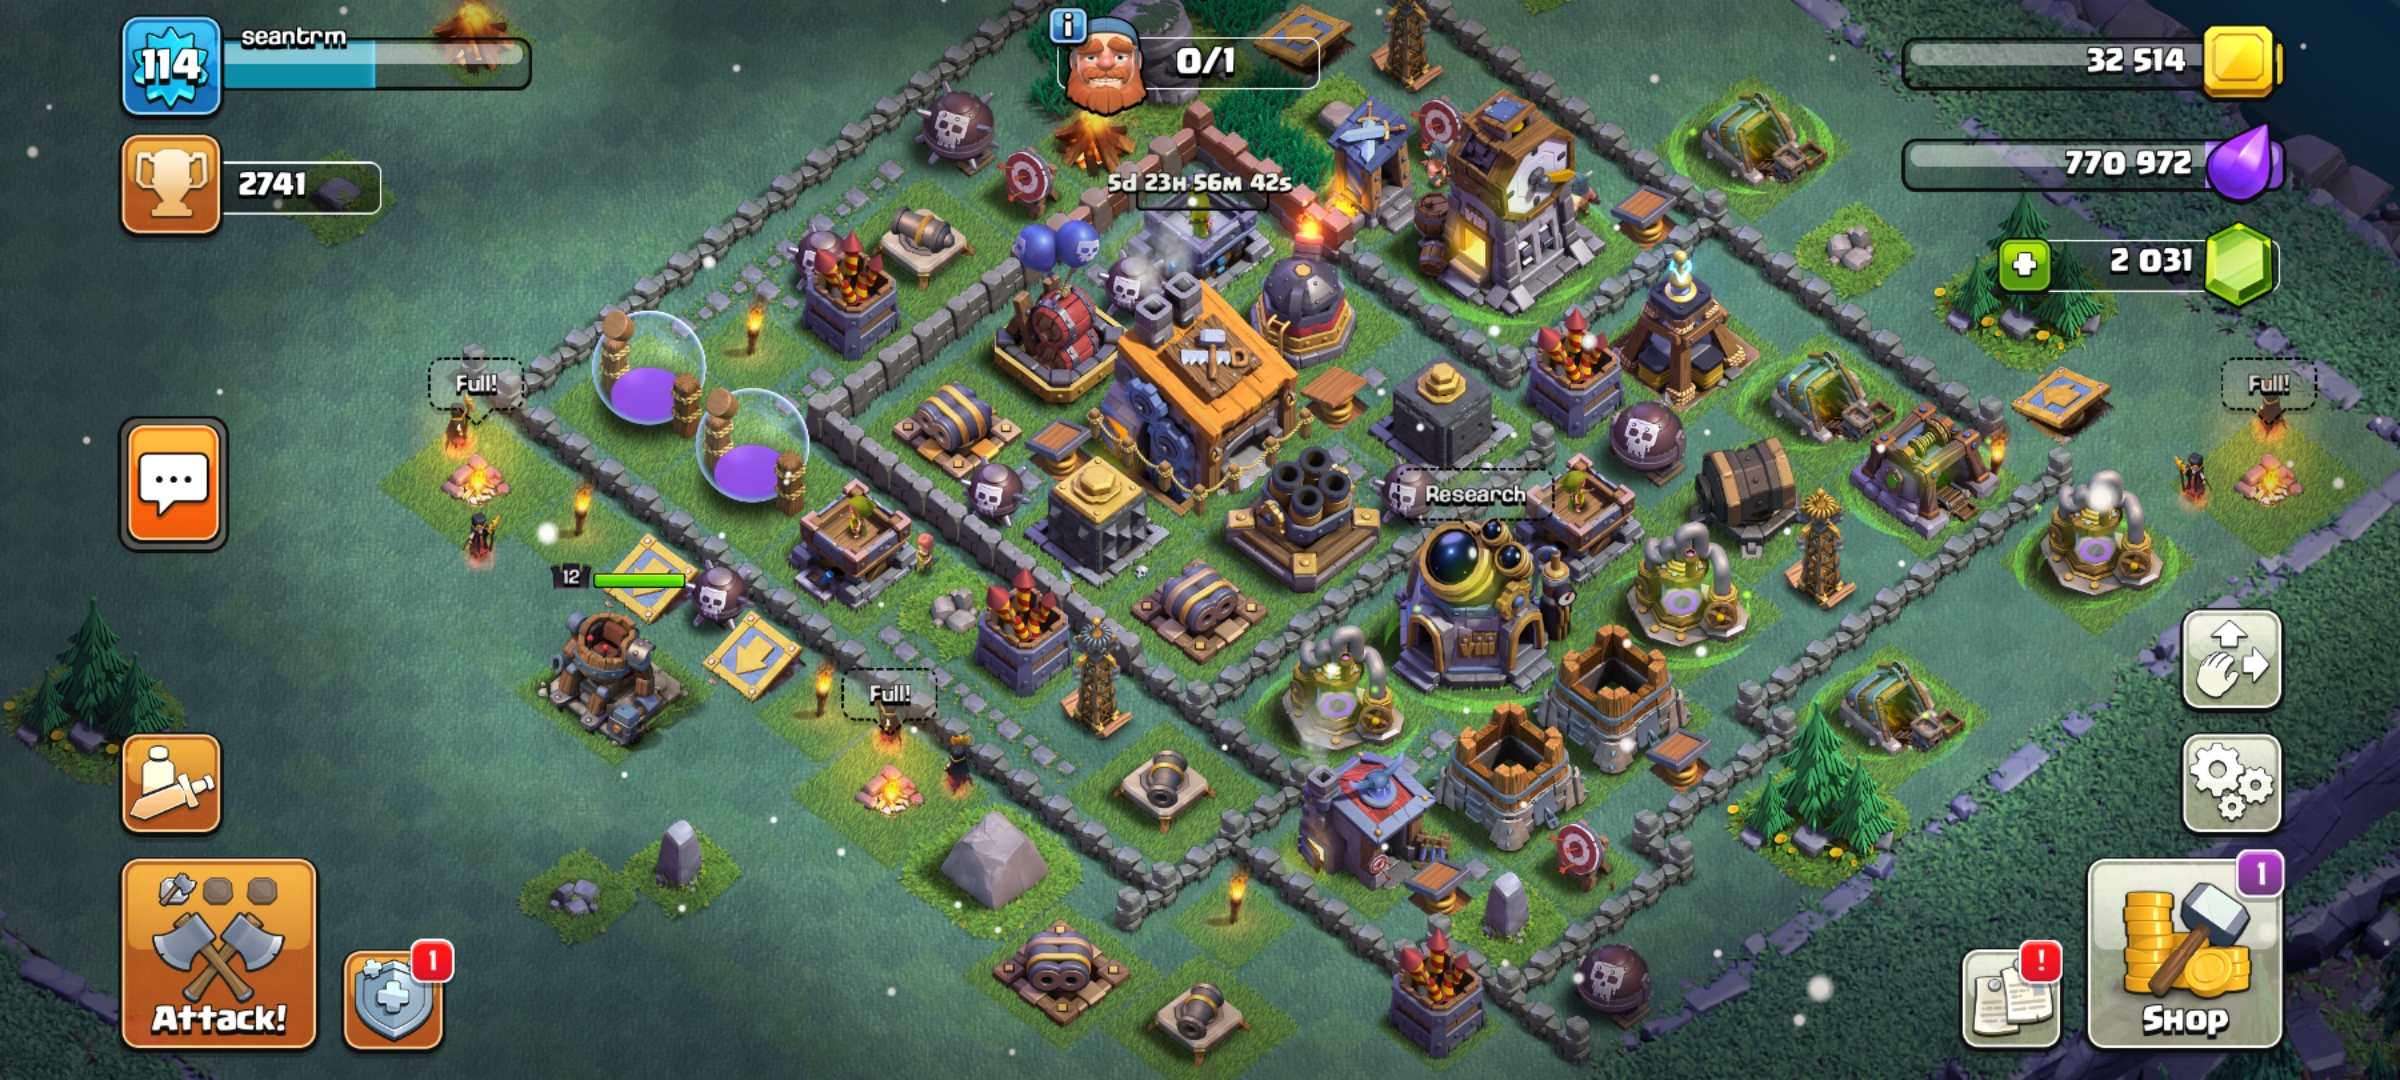 114
seantrm
i
0/1
32 514
2741
770 972
5d 23H 56M 42s
2 031
Full!
Full!
Research
12
Full!
VIII
Attack!
1
!
1
Shop